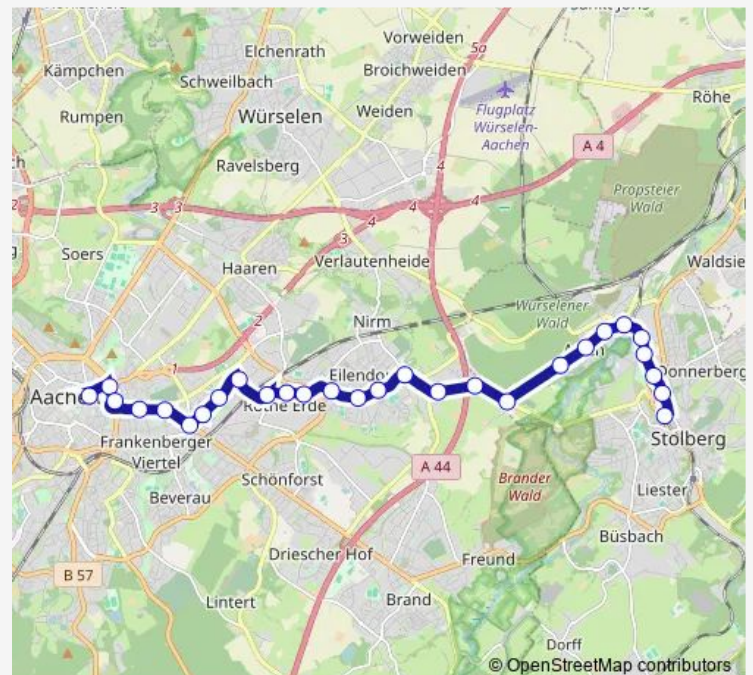 Vorweiden
Elchenrath
5a
Kämpchen
Broichweiden
Schweilbach
Röhe
Rumpen
Würselen
Weiden
Flugplatz
Würselen-
Aachen
A 4
Ravelsberg
4
Propsteier
Wald
2
3
3
4
4
4
3
Soers
Haaren
Verlautenheide
Waldsie
Würselener
Wald
2
Nirm
1
Eilendo
Donnerberg
Aache
Rothe Erde
Frankenberger
Viertel
Stolberg
A 44
Schönforst
Brander
Wald
Liester
Beverau
Büsbach
Driescher Hof
Freund
B 57
Lintert
Brand
Dorff
© OpenStreetMap contributors